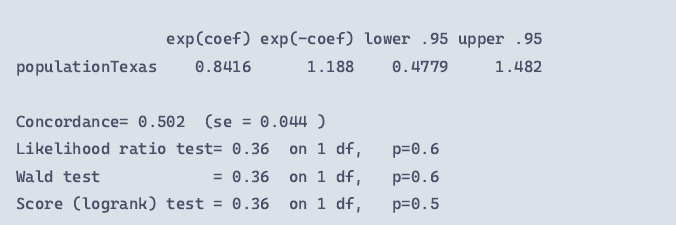 exp(coef) exp(-coef) lower .95 upper .95
populationTexas 0.8416 1.188 0.4779 1.482
Concordance= 0.502 (se = 0.044 )
Likelihood ratio test= 0.36 on 1 df, p=0.6
Wald test = 0.36 on 1 df, p=0.6
Score (logrank) test = 0.36 on 1 df, p=0.5